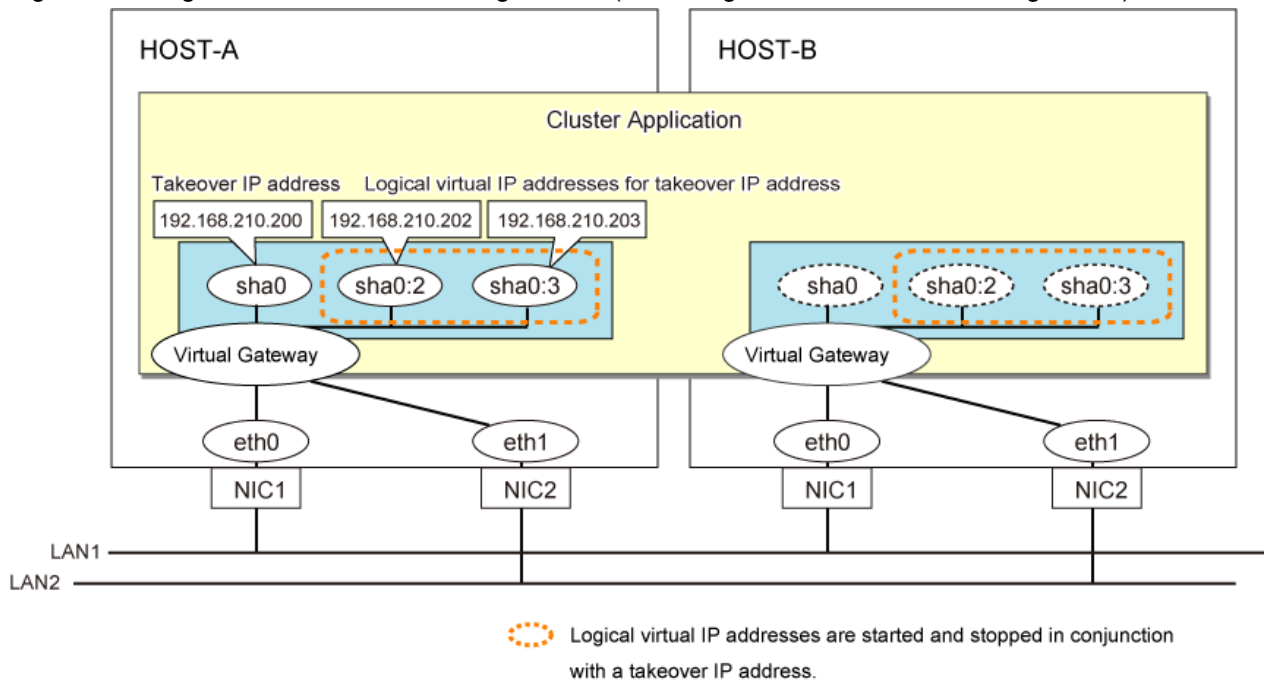 HOST-A
HOST-B
Cluster Application
Takeover IP address
Logical virtual IP addresses for takeover IP address
192.168.210.200
192.168.210.202
192.168.210.203
sha0
sha0:2
sha0:3
sha0
sha0:2
sha0:3
Virtual Gateway
Virtual Gateway
eth0
eth1
eth0
eth1
NIC1
NIC2
NIC1
NIC2
LAN1
LAN2
Logical virtual IP addresses are started and stopped in conjunction
with a takeover IP address.